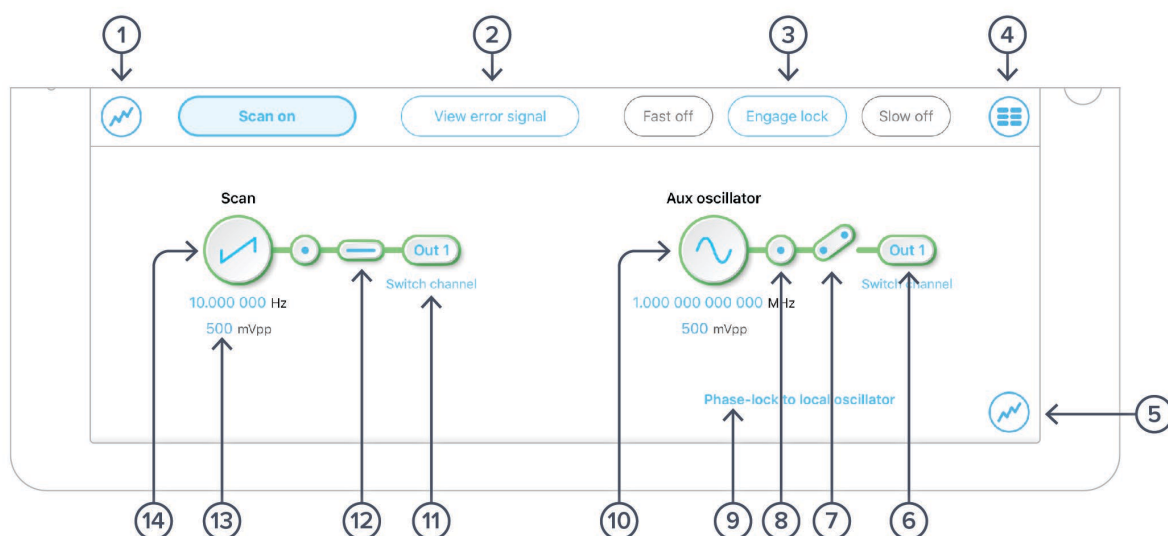 1 2 3 4
Scan on View error signal Fast off Engage lock Slow off
Scan Aux oscillator
Out 1 Out 1
Switch channel Switch channel
10.000 000 Hz 1.000 000 000 000 MHz
500 mVpp 500 mVpp
Phase-lock to local oscillator
5
14 13 12 11 10 9 8 7 6